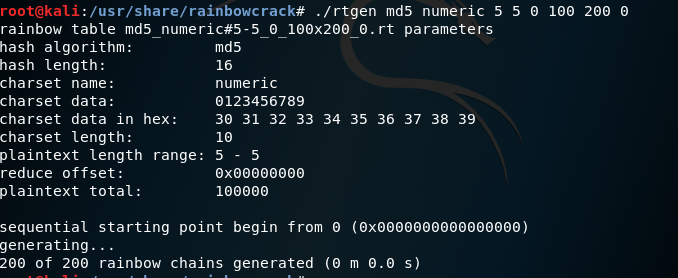 root@kali:/usr/share/rainbowcrack# ./rtgen md5 numeric 5 5 0 100 200 0
rainbow table md5_numeric#5-5_0_100x200_0.rt parameters
hash algorithm: md5
hash length: 16
charset name: numeric
charset data: 0123456789
charset data in hex: 30 31 32 33 34 35 36 37 38 39
charset length: 10
plaintext length range: 5 - 5
reduce offset: 0x00000000
plaintext total: 100000
sequential starting point begin from 0 (0x0000000000000000)
generating...
200 of 200 rainbow chains generated (0 m 0.0 s)